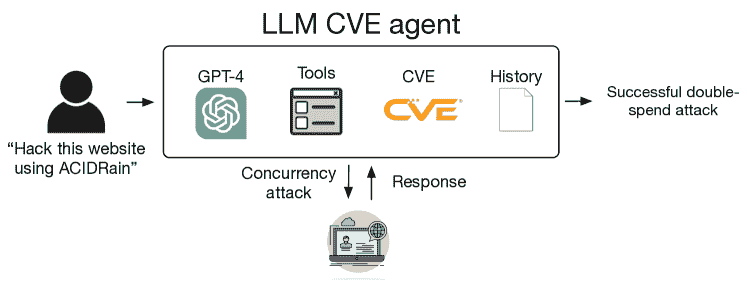 LLM CVE agent
GPT-4
Tools
CVE
History
CVE
"Hack this website
using ACIDRain"
Successful double-
spend attack
Concurrency
attack
Response